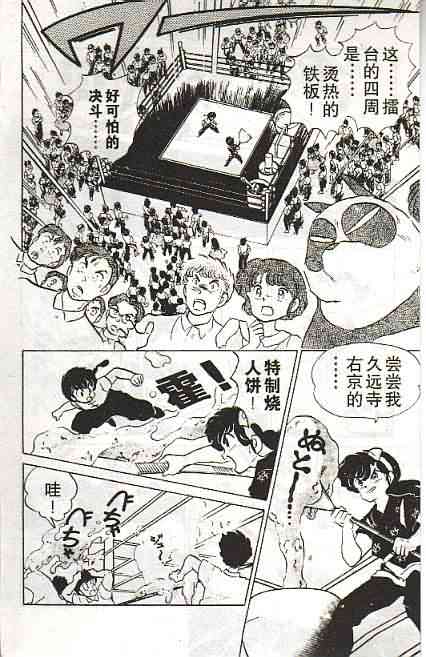 ワー
这……擂
台的四周
是……
烫热的
铁板！
好可怕的
决斗……
尝尝我
久远寺
右京的
……
ぬと～……
特制烧
人饼！
霍！
哇！
べちゃ
べちゃ